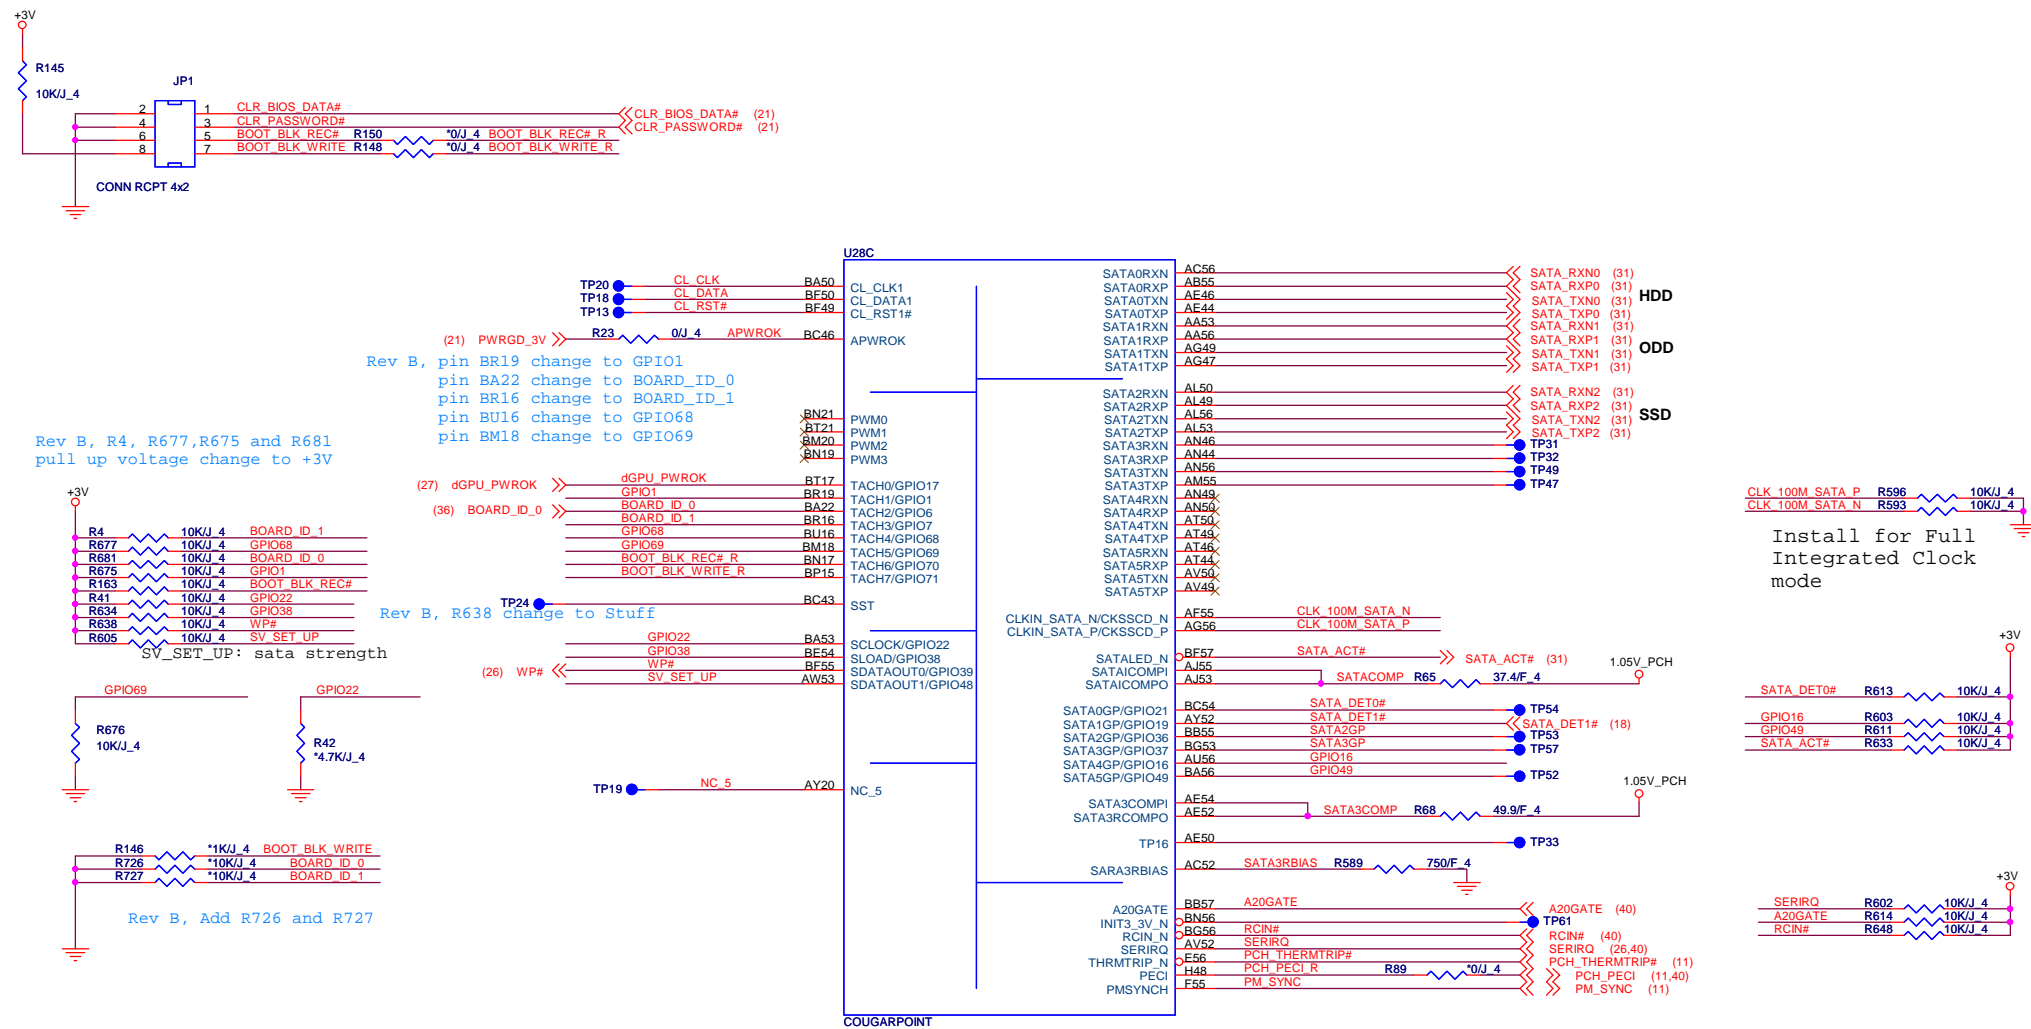 +3V
R145
10K/J_4
JP1
2 1 CLR_BIOS_DATA# CLR_BIOS_DATA# (21)
4 3 CLR_PASSWORD# CLR_PASSWORD# (21)
6 5 BOOT_BLK_REC# R150 *0/J_4 BOOT_BLK_REC#_R
8 7 BOOT_BLK_WRITE R148 *0/J_4 BOOT_BLK_WRITE_R
CONN RCPT 4x2
U28C
TP20 CL_CLK BA50 CL_CLK1
TP18 CL_DATA BF50 CL_DATA1
TP13 CL_RST# BF49 CL_RST1#
(21) PWRGD_3V R23 0/J_4 APWROK BC46 APWROK
Rev B, pin BR19 change to GPIO1
pin BA22 change to BOARD_ID_0
pin BR16 change to BOARD_ID_1
pin BU16 change to GPIO68
pin BM18 change to GPIO69
BN21 PWM0
BT21 PWM1
BM20 PWM2
BN19 PWM3
(27) dGPU_PWROK dGPU_PWROK BT17 TACH0/GPIO17
GPIO1 BR19 TACH1/GPIO1
(36) BOARD_ID_0 BOARD_ID_0 BA22 TACH2/GPIO6
BOARD_ID_1 BR16 TACH3/GPIO7
GPIO68 BU16 TACH4/GPIO68
GPIO69 BM18 TACH5/GPIO69
BOOT_BLK_REC#_R BN17 TACH6/GPIO70
BOOT_BLK_WRITE_R BP15 TACH7/GPIO71
TP24 BC43 SST
Rev B, R638 change to Stuff
GPIO22 BA53 SCLOCK/GPIO22
GPIO38 BE54 SLOAD/GPIO38
(26) WP# WP# BF55 SDATAOUT0/GPIO39
SV_SET_UP AW53 SDATAOUT1/GPIO48
TP19 NC_5 AY20 NC_5
COUGARPOINT
Rev B, R4, R677,R675 and R681
pull up voltage change to +3V
+3V
R4 10K/J_4 BOARD_ID_1
R677 10K/J_4 GPIO68
R681 10K/J_4 BOARD_ID_0
R675 10K/J_4 GPIO1
R163 10K/J_4 BOOT_BLK_REC#
R41 10K/J_4 GPIO22
R634 10K/J_4 GPIO38
R638 10K/J_4 WP#
R605 10K/J_4 SV_SET_UP
SV_SET_UP: sata strength
GPIO69 GPIO22
R676
10K/J_4
R42
*4.7K/J_4
R146 *1K/J_4 BOOT_BLK_WRITE
R726 *10K/J_4 BOARD_ID_0
R727 *10K/J_4 BOARD_ID_1
Rev B, Add R726 and R727
SATA0RXN AC56 SATA_RXN0 (31)
SATA0RXP AB55 SATA_RXP0 (31)
SATA0TXN AE46 SATA_TXN0 (31)
SATA0TXP AE44 SATA_TXP0 (31)
HDD
SATA1RXN AA53 SATA_RXN1 (31)
SATA1RXP AA56 SATA_RXP1 (31)
SATA1TXN AG49 SATA_TXN1 (31)
SATA1TXP AG47 SATA_TXP1 (31)
ODD
SATA2RXN AL50 SATA_RXN2 (31)
SATA2RXP AL49 SATA_RXP2 (31)
SATA2TXN AL56 SATA_TXN2 (31)
SATA2TXP AL53 SATA_TXP2 (31)
SSD
SATA3RXN AN46 TP31
SATA3RXP AN44 TP32
SATA3TXN AN56 TP49
SATA3TXP AM55 TP47
SATA4RXN AN49
SATA4RXP AN50
SATA4TXN AT50
SATA4TXP AT49
SATA5RXN AT46
SATA5RXP AT44
SATA5TXN AV50
SATA5TXP AV49
CLKIN_SATA_N/CKSSCD_N AF55 CLK_100M_SATA_N
CLKIN_SATA_P/CKSSCD_P AG56 CLK_100M_SATA_P
SATALED_N BF57 SATA_ACT# SATA_ACT# (31)
SATAICOMPI AJ55
SATAICOMPO AJ53 SATACOMP R65 37.4/F_4 1.05V_PCH
SATA0GP/GPIO21 BC54 SATA_DET0# TP54
SATA1GP/GPIO19 AY52 SATA_DET1# SATA_DET1# (18)
SATA2GP/GPIO36 BB55 SATA2GP TP53
SATA3GP/GPIO37 BG53 SATA3GP TP57
SATA4GP/GPIO16 AU56 GPIO16
SATA5GP/GPIO49 BA56 GPIO49 TP52
SATA3COMPI AE54 1.05V_PCH
SATA3RCOMPO AE52 SATA3COMP R68 49.9/F_4
TP16 AE50 TP33
SARA3RBIAS AC52 SATA3RBIAS R589 750/F_4
A20GATE BB57 A20GATE A20GATE (40)
INIT3_3V_N BN56 TP61
RCIN_N BG56 RCIN# RCIN# (40)
SERIRQ AV52 SERIRQ SERIRQ (26,40)
THRMTRIP_N E56 PCH_THERMTRIP# PCH_THERMTRIP# (11)
PECI H48 PCH_PECI_R R89 *0/J_4 PCH_PECI (11,40)
PMSYNCH F55 PM_SYNC PM_SYNC (11)
CLK_100M_SATA_P R596 10K/J_4
CLK_100M_SATA_N R593 10K/J_4
Install for Full
Integrated Clock
mode
+3V
SATA_DET0# R613 10K/J_4
GPIO16 R603 10K/J_4
GPIO49 R611 10K/J_4
SATA_ACT# R633 10K/J_4
+3V
SERIRQ R602 10K/J_4
A20GATE R614 10K/J_4
RCIN# R648 10K/J_4